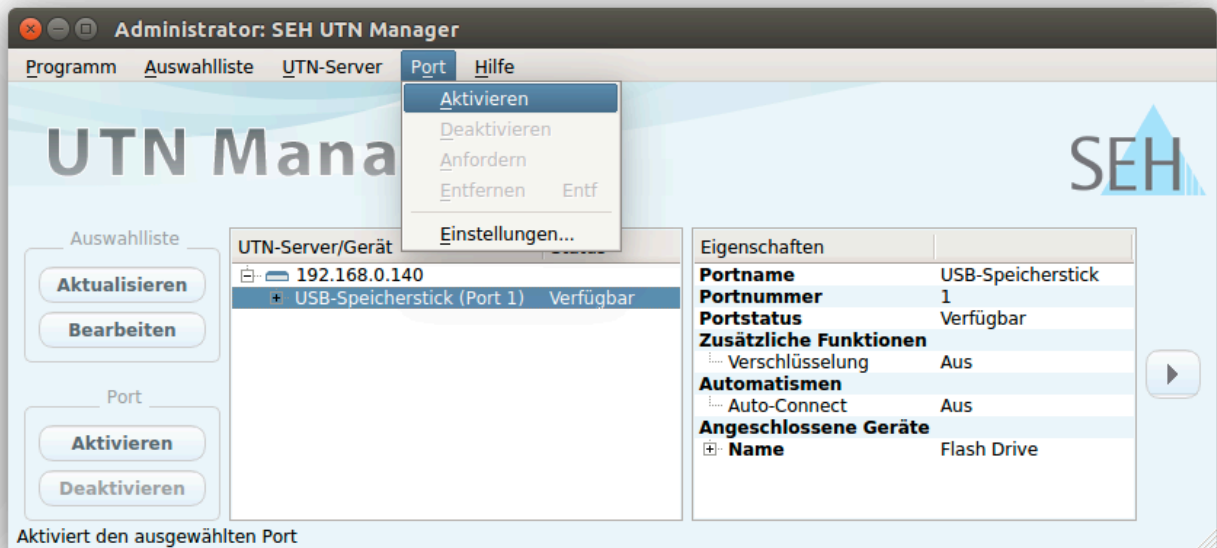 Administrator: SEH UTN Manager
Programm Auswahlliste UTN-Server Port Hilfe
Aktivieren
Deaktivieren
Anfordern
Entfernen Entf
Einstellungen...
UTN Mana
SEH
Auswahlliste
Aktualisieren
Bearbeiten
Port
Aktivieren
Deaktivieren
UTN-Server/Gerät Status
192.168.0.140
USB-Speicherstick (Port 1) Verfügbar
Eigenschaften
Portname USB-Speicherstick
Portnummer 1
Portstatus Verfügbar
Zusätzliche Funktionen
Verschlüsselung Aus
Automatismen
Auto-Connect Aus
Angeschlossene Geräte
Name Flash Drive
Aktiviert den ausgewählten Port